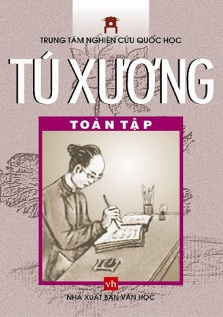 TRUNG TÂM NGHIÊN CỨU QUỐC HỌC
TÚ XƯƠNG
TOÀN TẬP
vh
NHÀ XUẤT BẢN VĂN HỌC